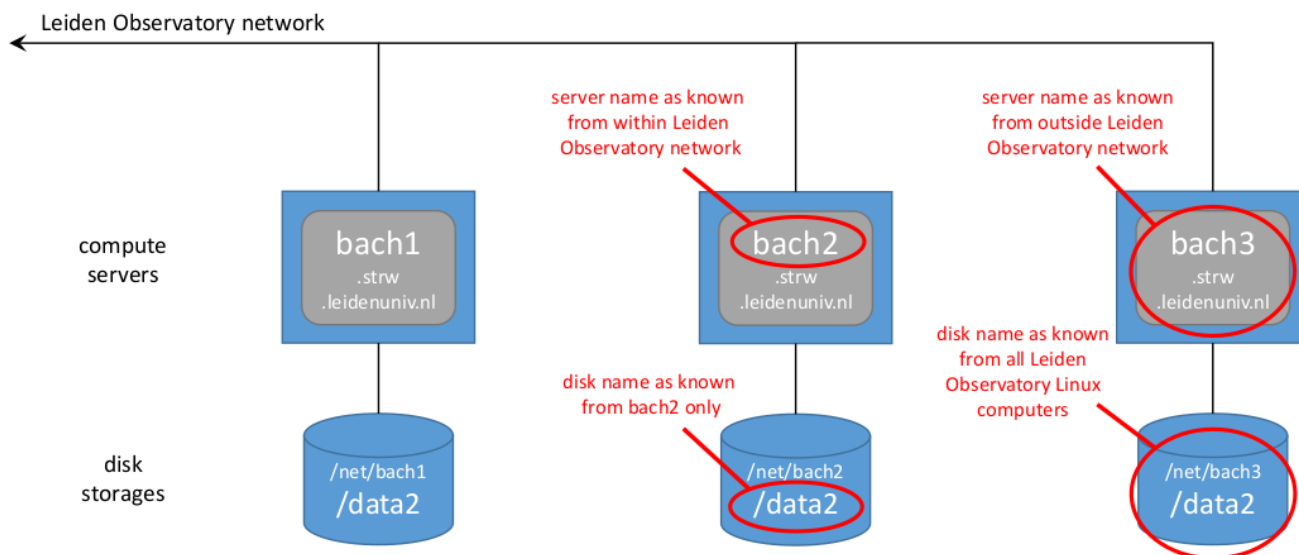 Leiden Observatory network
server name as known
from within Leiden
Observatory network
server name as known
from outside Leiden
Observatory network
compute
servers
bach1
.strw
.leidenuniv.nl
bach2
.strw
.leidenuniv.nl
bach3
.strw
.leidenuniv.nl
disk name as known
from bach2 only
disk name as known
from all Leiden
Observatory Linux
computers
disk
storages
/net/bach1
/data2
/net/bach2
/data2
/net/bach3
/data2